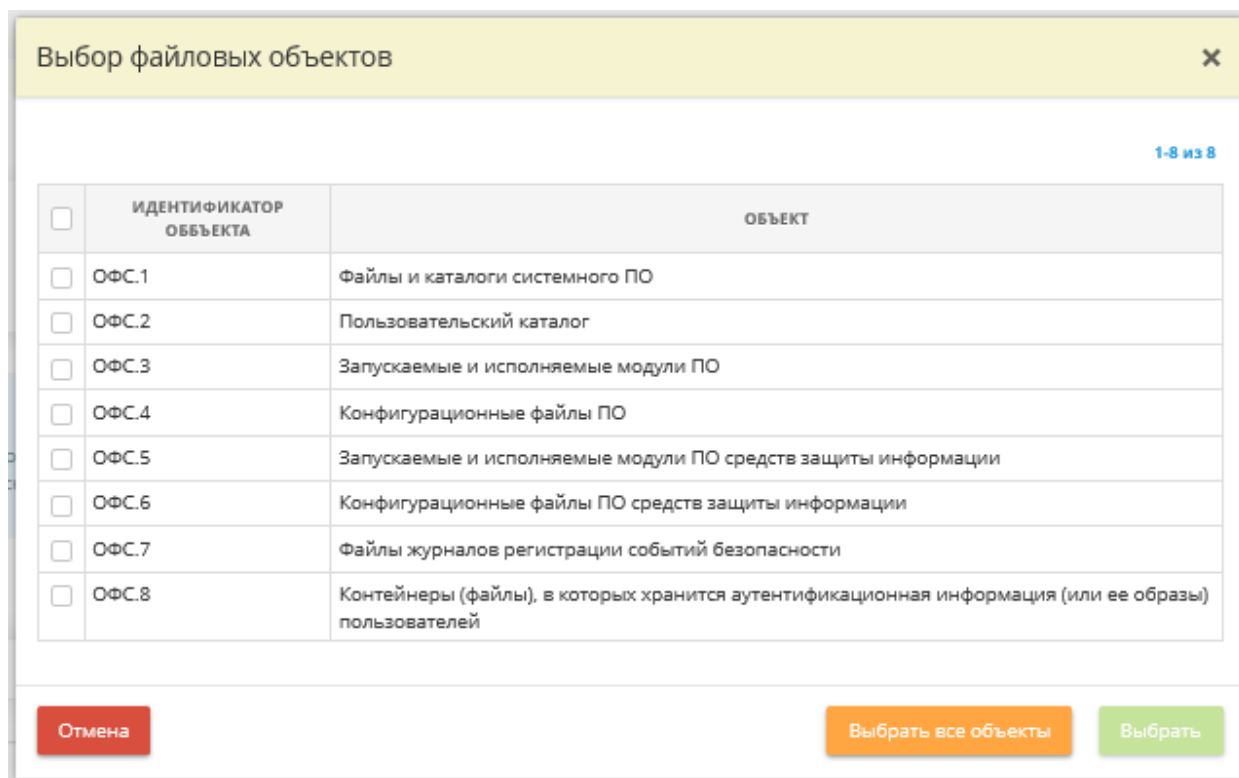 Выбор файловых объектов
1-8 из 8
ИДЕНТИФИКАТОР
ОББЪЕКТА
ОБЪЕКТ
ОФС.1 Файлы и каталоги системного ПО
ОФС.2 Пользовательский каталог
ОФС.3 Запускаемые и исполняемые модули ПО
ОФС.4 Конфигурационные файлы ПО
ОФС.5 Запускаемые и исполняемые модули ПО средств защиты информации
ОФС.6 Конфигурационные файлы ПО средств защиты информации
ОФС.7 Файлы журналов регистрации событий безопасности
ОФС.8 Контейнеры (файлы), в которых хранится аутентификационная информация (или ее образы)
пользователей
Отмена Выбрать все объекты Выбрать